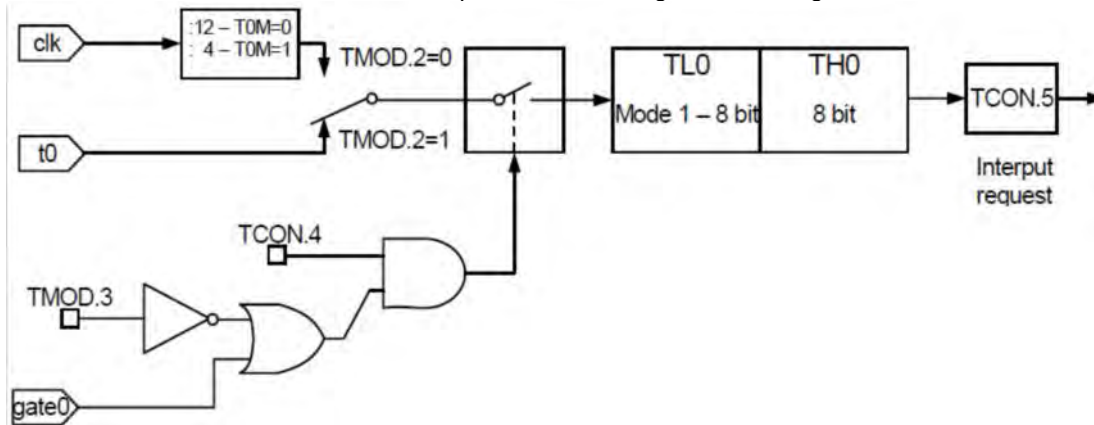 clk
:12 – T0M=0
: 4 – T0M=1
TMOD.2=0
TL0
TH0
Mode 1 – 8 bit
8 bit
TCON.5
TMOD.2=1
t0
Interput
request
TCON.4
TMOD.3
gate0